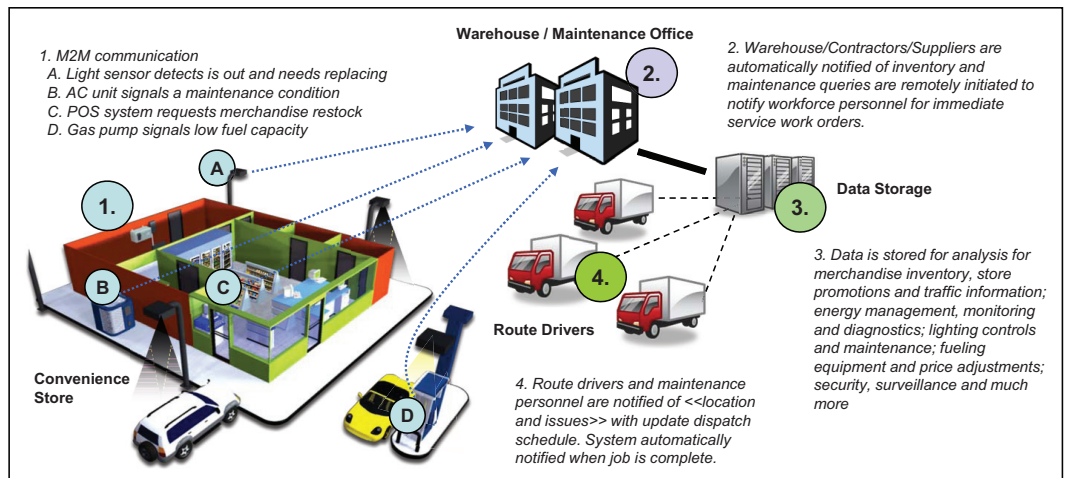 1. M2M communication
A. Light sensor detects is out and needs replacing
B. AC unit signals a maintenance condition
C. POS system requests merchandise restock
D. Gas pump signals low fuel capacity
Warehouse / Maintenance Office
2.
2. Warehouse/Contractors/Suppliers are
automatically notified of inventory and
maintenance queries are remotely initiated to
notify workforce personnel for immediate
service work orders.
A
1.
B
C
D
Convenience
Store
Data Storage
3.
4.
Route Drivers
3. Data is stored for analysis for
merchandise inventory, store
promotions and traffic information;
energy management, monitoring
and diagnostics; lighting controls
and maintenance; fueling
equipment and price adjustments;
security, surveillance and much
more
4. Route drivers and maintenance
personnel are notified of <<location
and issues>> with update dispatch
schedule. System automatically
notified when job is complete.